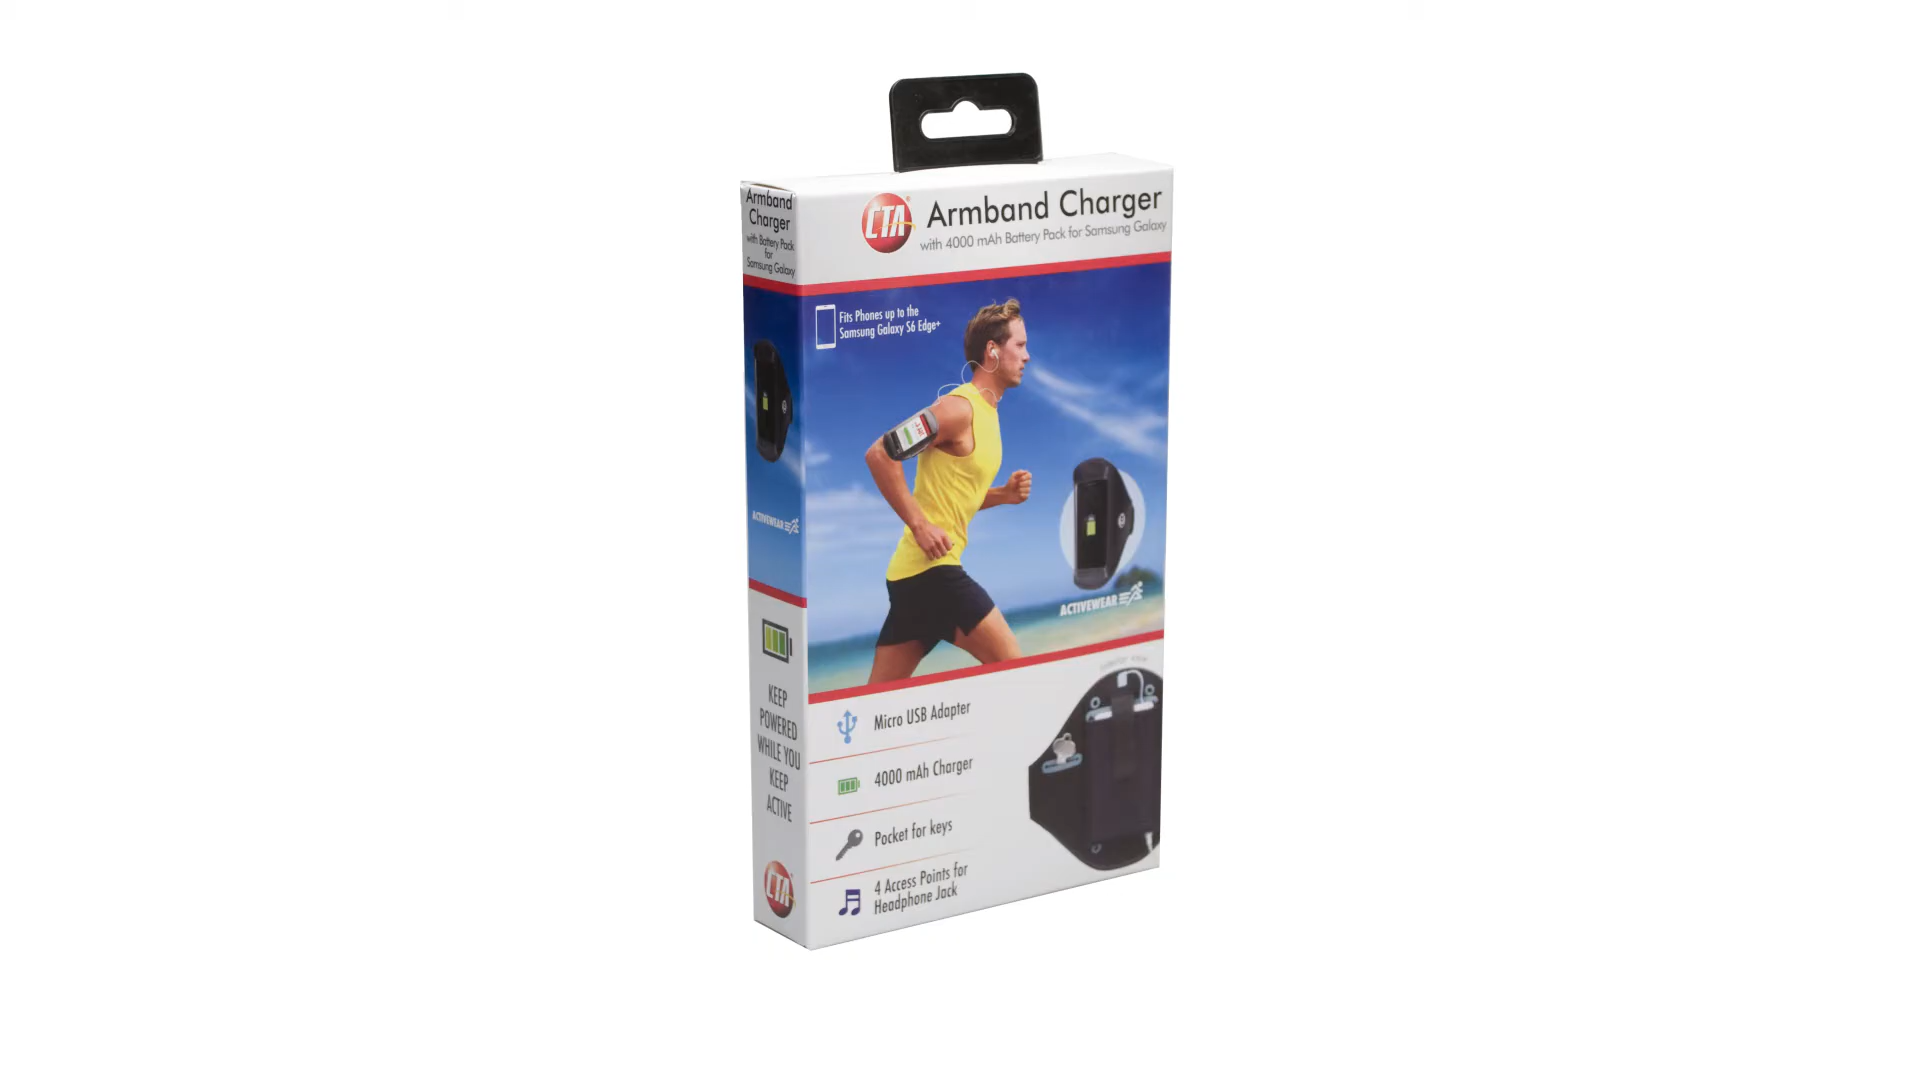 Armband
Charger
with Battery Pack
for
Samsung Galaxy
ACTIVEWEAR
KEEP
POWERED
WHILE YOU
KEEP
ACTIVE
CTA
CTA
Armband Charger
with 4000 mAh Battery Pack for Samsung Galaxy
Fits Phones up to the
Samsung Galaxy S6 Edge+
ACTIVEWEAR
Micro USB Adapter
4000 mAh Charger
Pocket for keys
4 Access Points for
Headphone Jack